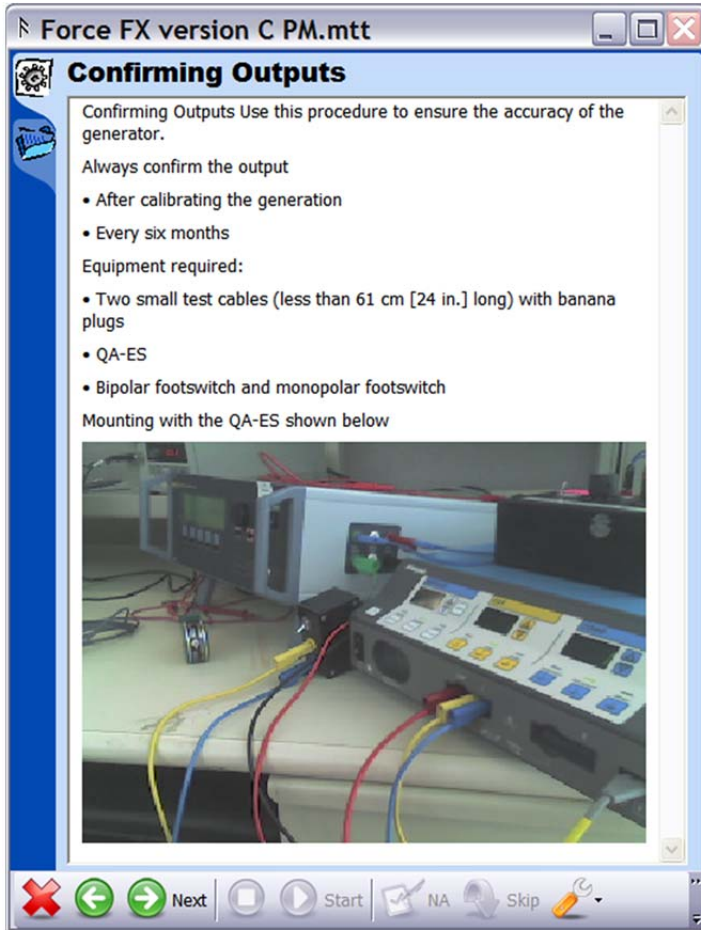 Force FX version C PM.mtt
Confirming Outputs
Confirming Outputs Use this procedure to ensure the accuracy of the
generator.
Always confirm the output
• After calibrating the generation
• Every six months
Equipment required:
• Two small test cables (less than 61 cm [24 in.] long) with banana
plugs
• QA-ES
• Bipolar footswitch and monopolar footswitch
Mounting with the QA-ES shown below
Next
Start
NA
Skip